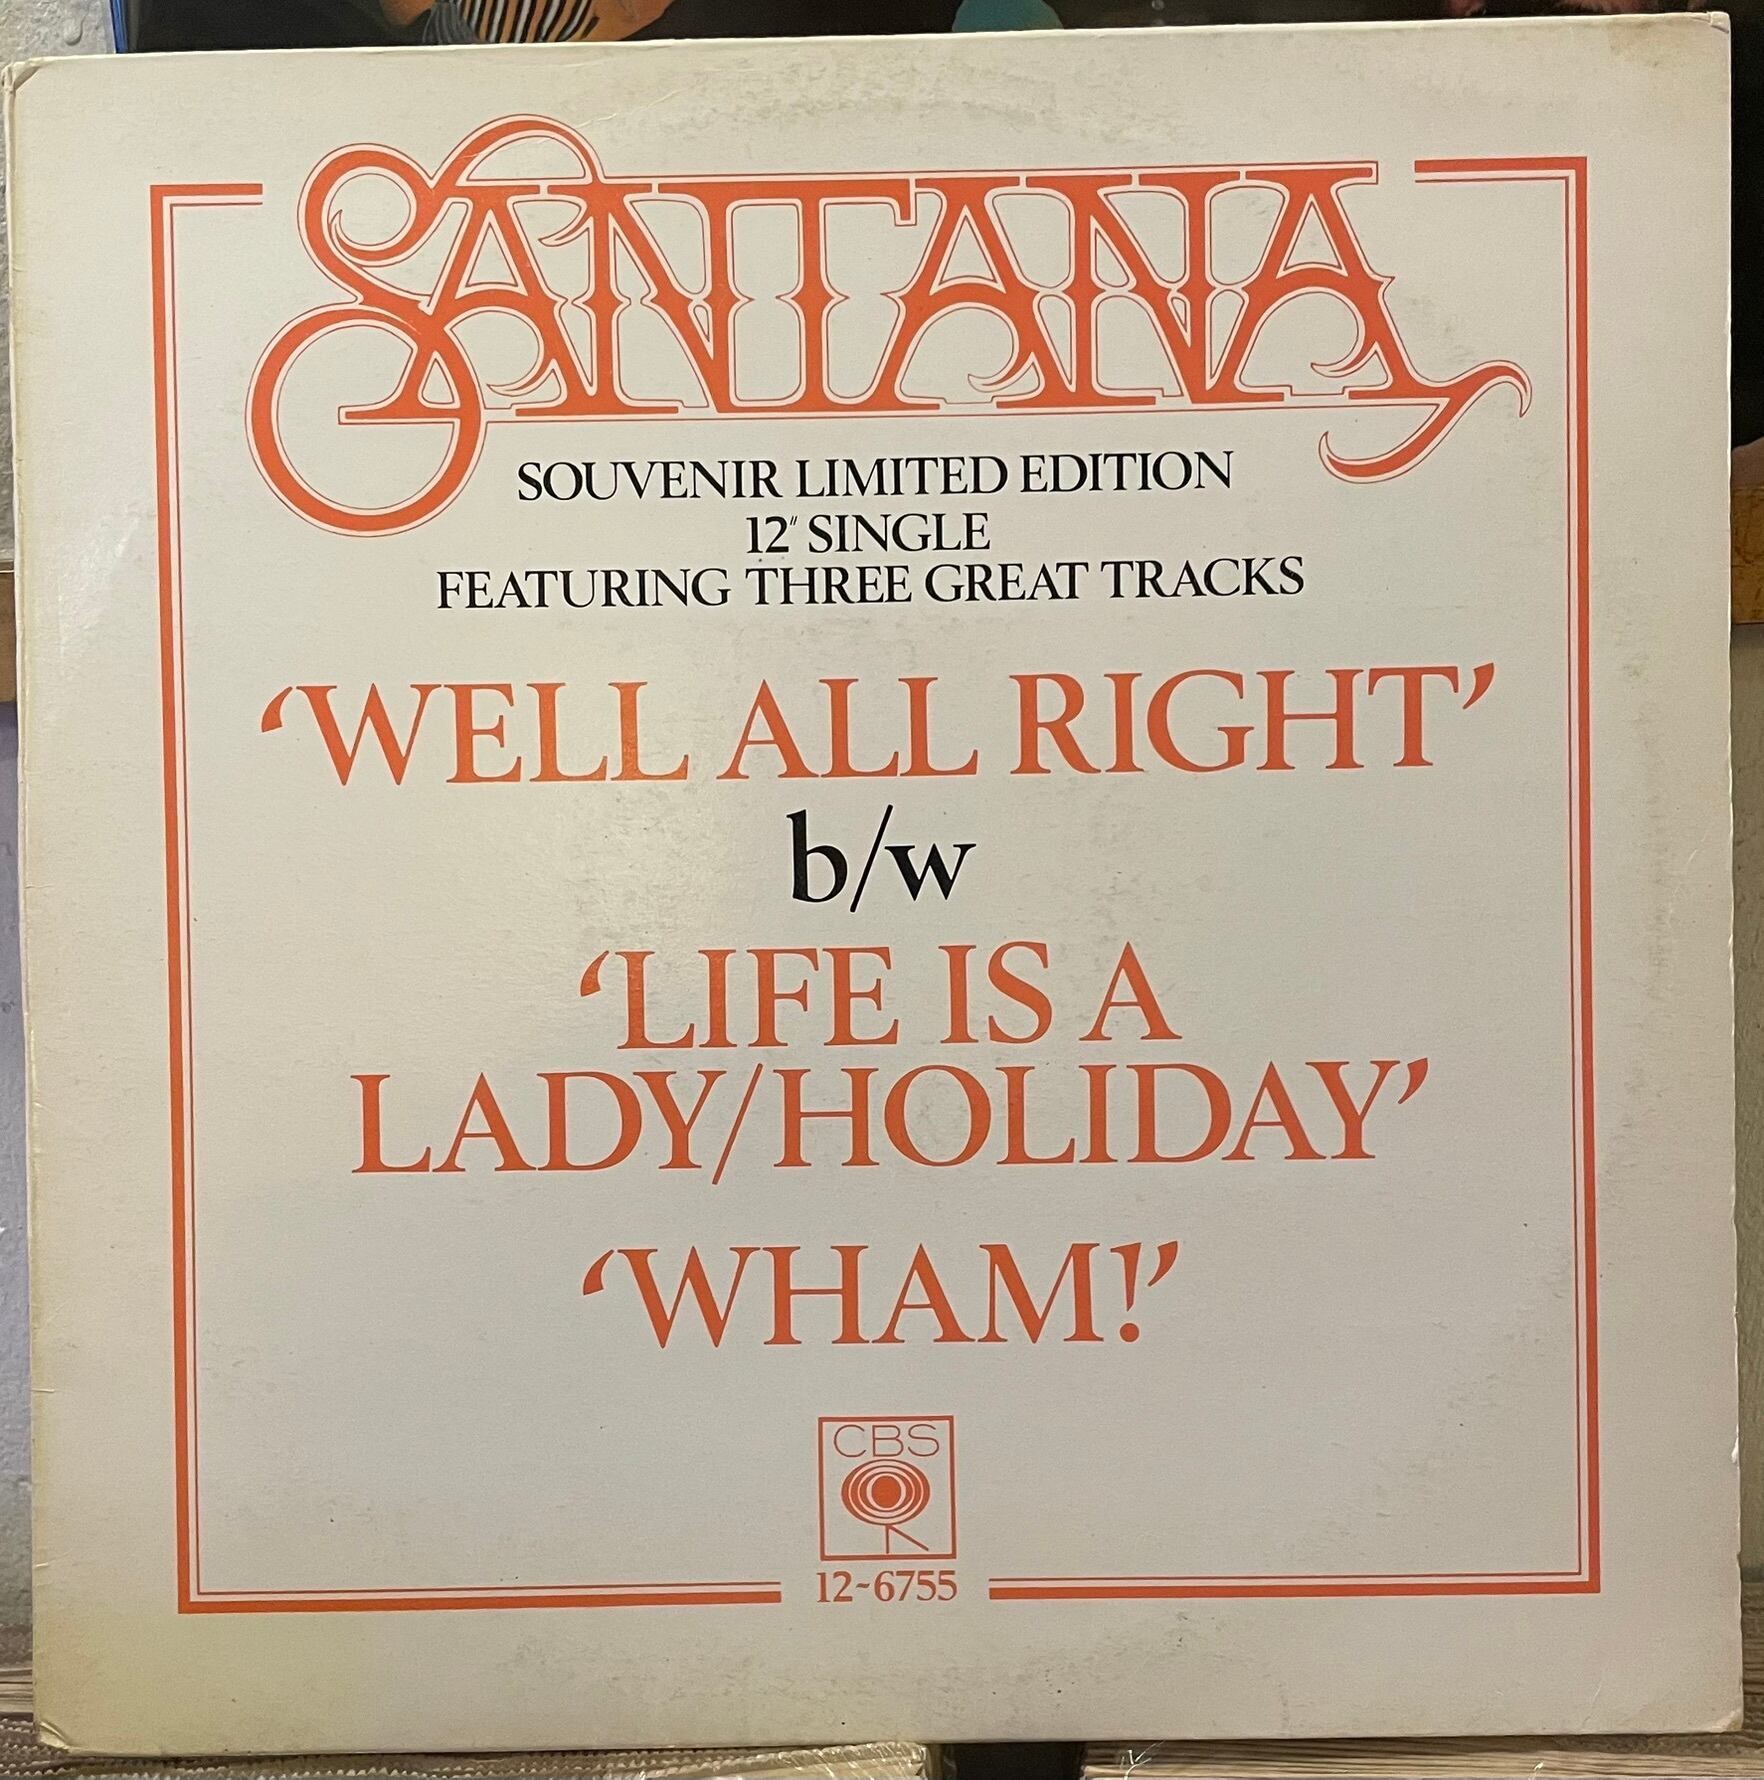 SANTANA
SOUVENIR LIMITED EDITION
12" SINGLE
FEATURING THREE GREAT TRACKS
‘WELL ALL RIGHT’
b/w
‘LIFE IS A
LADY/HOLIDAY’
‘WHAM!’
CBS
12~6755